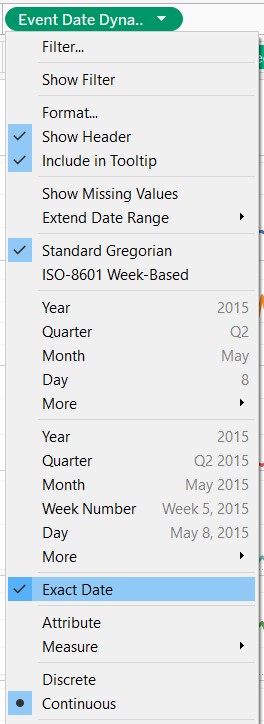 Event Date Dyna..
Filter...
Show Filter
Format...
Show Header
Include in Tooltip
Show Missing Values
Extend Date Range
Standard Gregorian
ISO-8601 Week-Based
Year 2015
Quarter Q2
Month May
Day 8
More
Year 2015
Quarter Q2 2015
Month May 2015
Week Number Week 5, 2015
Day May 8, 2015
More
Exact Date
Attribute
Measure
Discrete
Continuous